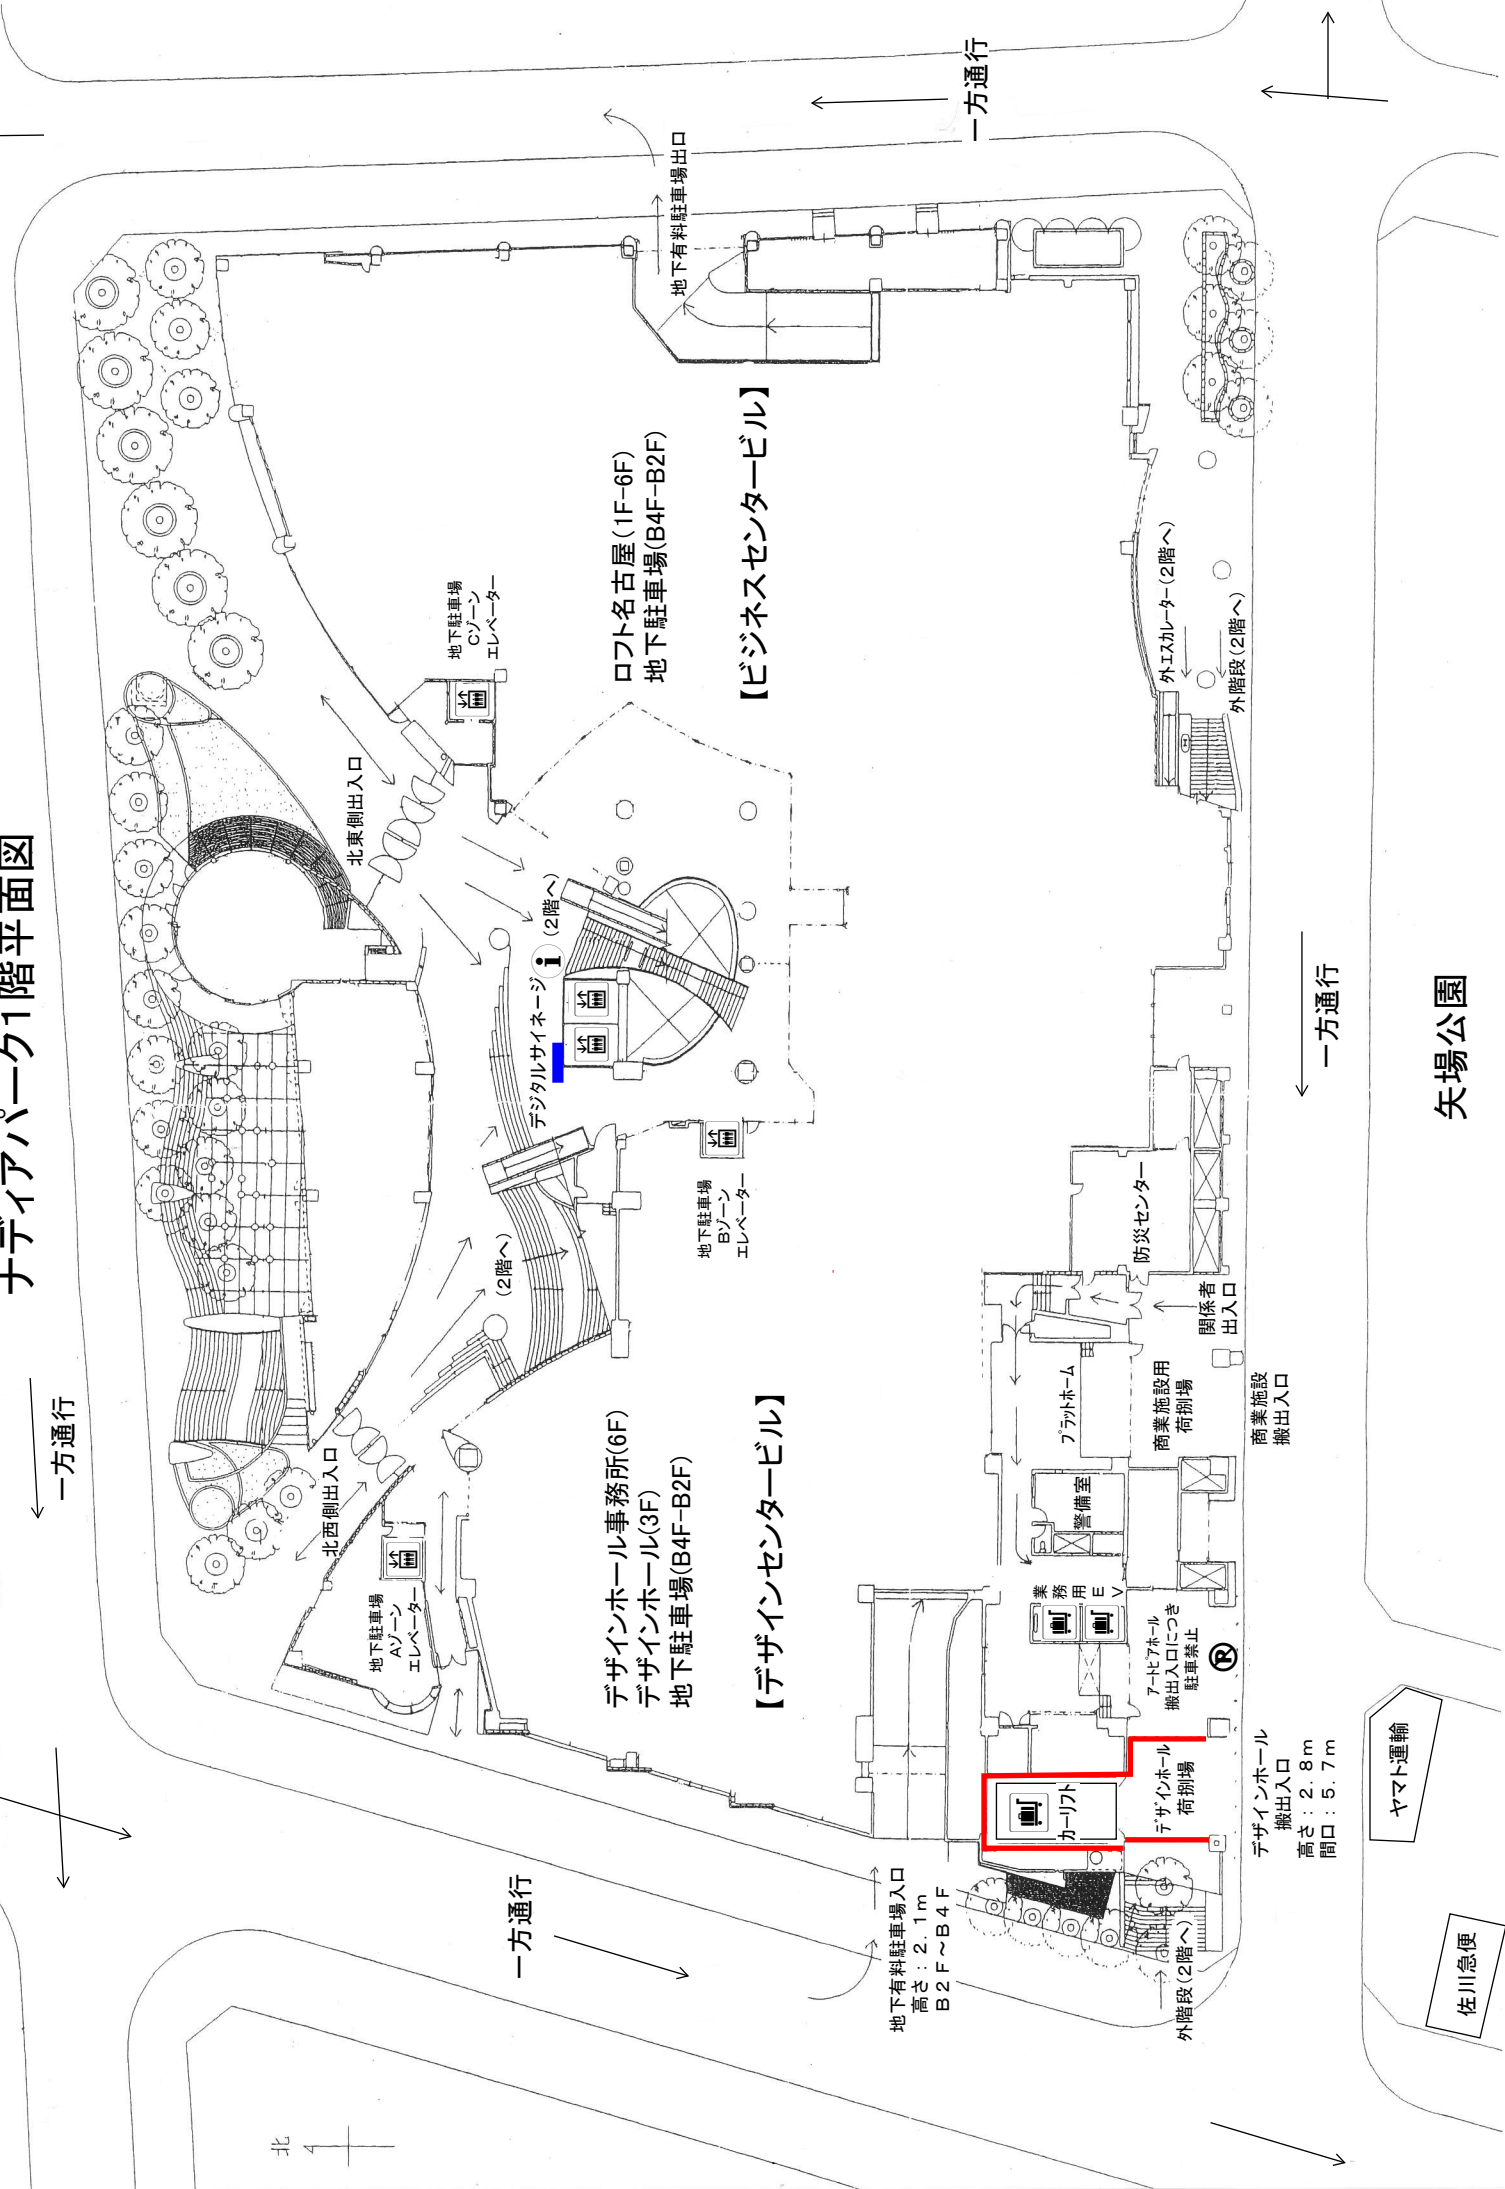 ナディアパーク1階平面図
一方通行
北
一方通行
北西側出入口
地下駐車場
Aゾーン
エレベーター
(2階へ)
北東側出入口
地下駐車場
Cゾーン
エレベーター
デジタルサイネージ
i
(2階へ)
地下駐車場
Bゾーン
エレベーター
デザインホール事務所(6F)
デザインホール(3F)
地下駐車場(B4F-B2F)
【デザインセンタービル】
ロフト名古屋(1F-6F)
地下駐車場(B4F-B2F)
【ビジネスセンタービル】
地下有料駐車場出口
一方通行
地下有料駐車場入口
高さ：2.1m
B2F～B4F
外階段(2階へ)
カーリフト
デザインホール
荷捌場
デザインホール
搬出入口
高さ：2.8m
間口：5.7m
業務用EV
アートピアホール
搬出入口につき
駐車禁止
R
警備室
プラットホーム
商業施設用
荷捌場
商業施設
搬出入口
関係者
出入口
防災センター
外エスカレーター(2階へ)
外階段(2階へ)
一方通行
佐川急便
ヤマト運輸
矢場公園